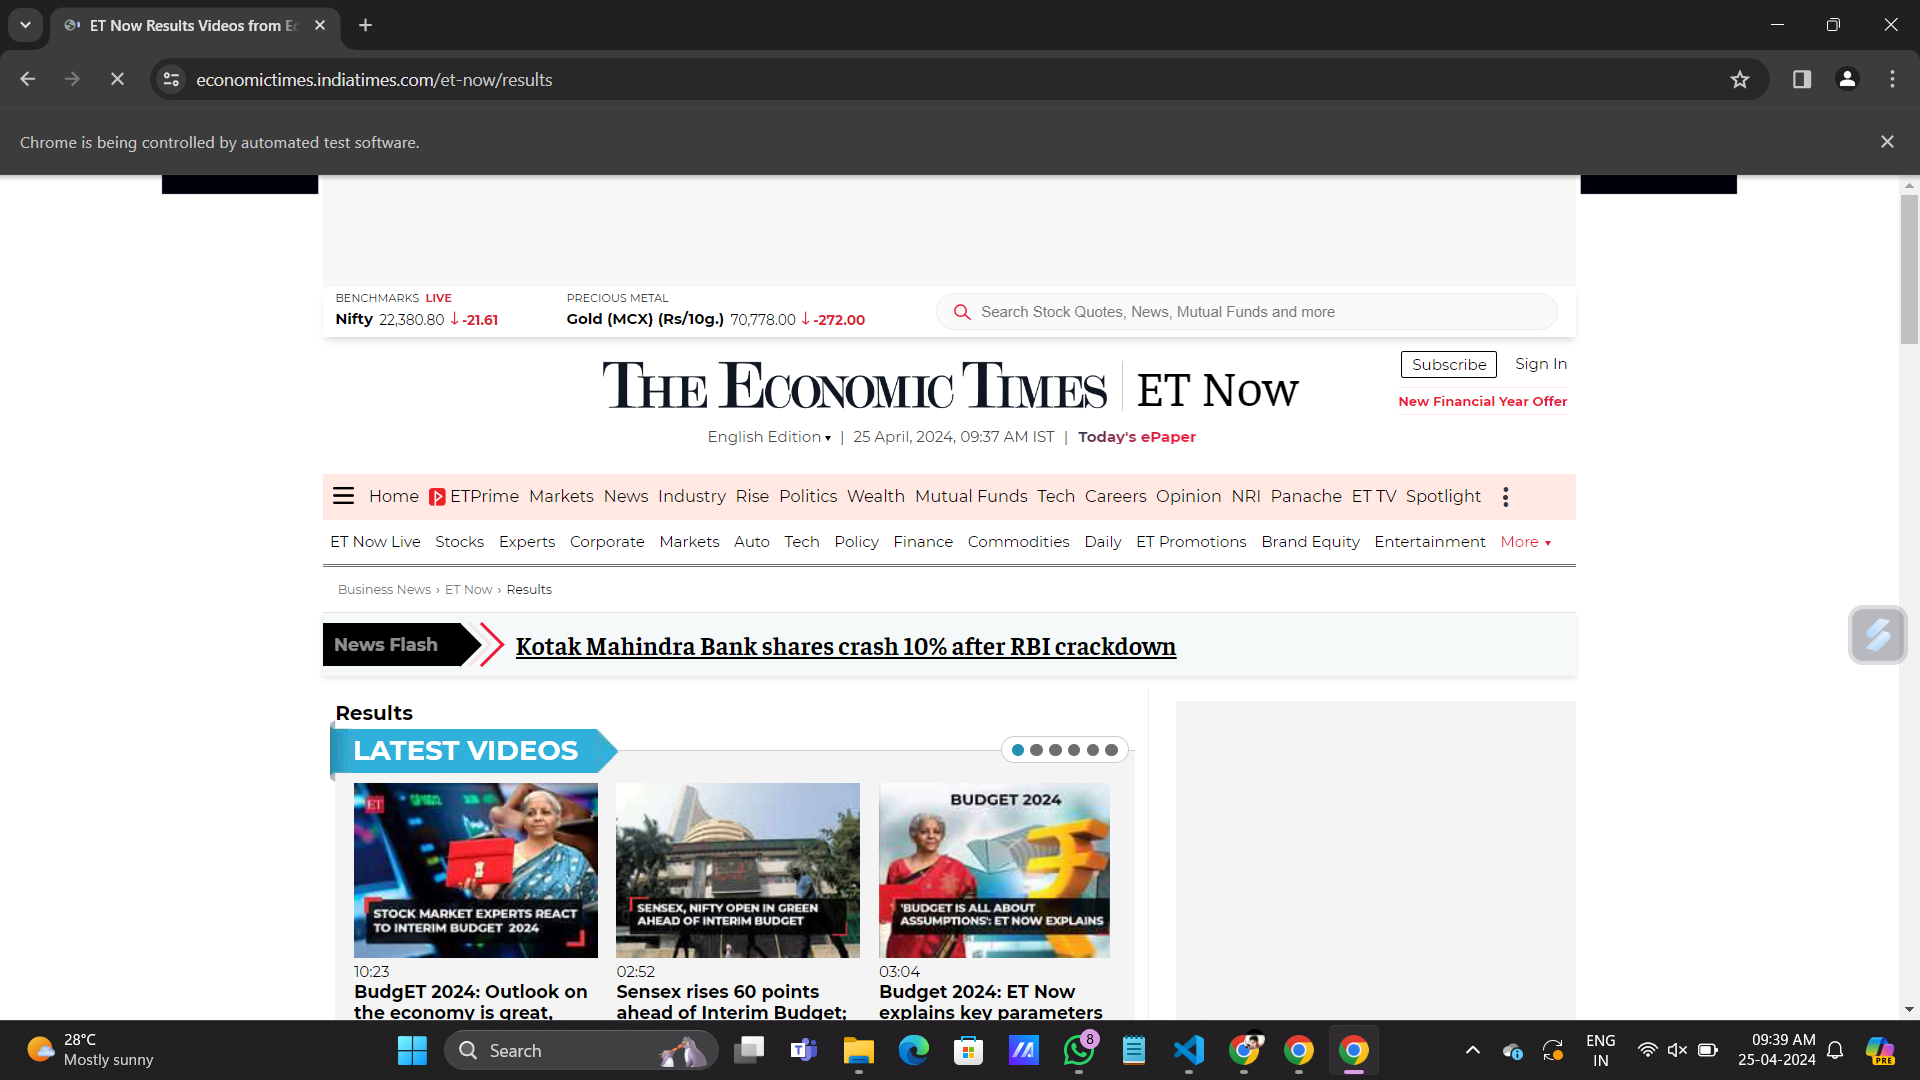 ET Now Results Videos from Ec
economictimes.indiatimes.com/et-now/results
Chrome is being controlled by automated test software.
BENCHMARKS LIVE
Nifty 22,380.80 ↓ -21.61
PRECIOUS METAL
Gold (MCX) (Rs/10g.) 70,778.00 ↓ -272.00
Search Stock Quotes, News, Mutual Funds and more
THE ECONOMIC TIMES | ET Now
Subscribe Sign In
New Financial Year Offer
English Edition ▾ | 25 April, 2024, 09:37 AM IST | Today's ePaper
Home ETPrime Markets News Industry Rise Politics Wealth Mutual Funds Tech Careers Opinion NRI Panache ET TV Spotlight
ET Now Live Stocks Experts Corporate Markets Auto Tech Policy Finance Commodities Daily ET Promotions Brand Equity Entertainment More ▾
Business News › ET Now › Results
News Flash
Kotak Mahindra Bank shares crash 10% after RBI crackdown
Results
LATEST VIDEOS
ET
STOCK MARKET EXPERTS REACT
TO INTERIM BUDGET 2024
10:23
BudgET 2024: Outlook on
the economy is great,
SENSEX, NIFTY OPEN IN GREEN
AHEAD OF INTERIM BUDGET
02:52
Sensex rises 60 points
ahead of Interim Budget;
BUDGET 2024
'BUDGET IS ALL ABOUT
ASSUMPTIONS': ET NOW EXPLAINS
03:04
Budget 2024: ET Now
explains key parameters
28°C
Mostly sunny
Search
8
ENG
IN
09:39 AM
25-04-2024
PRE